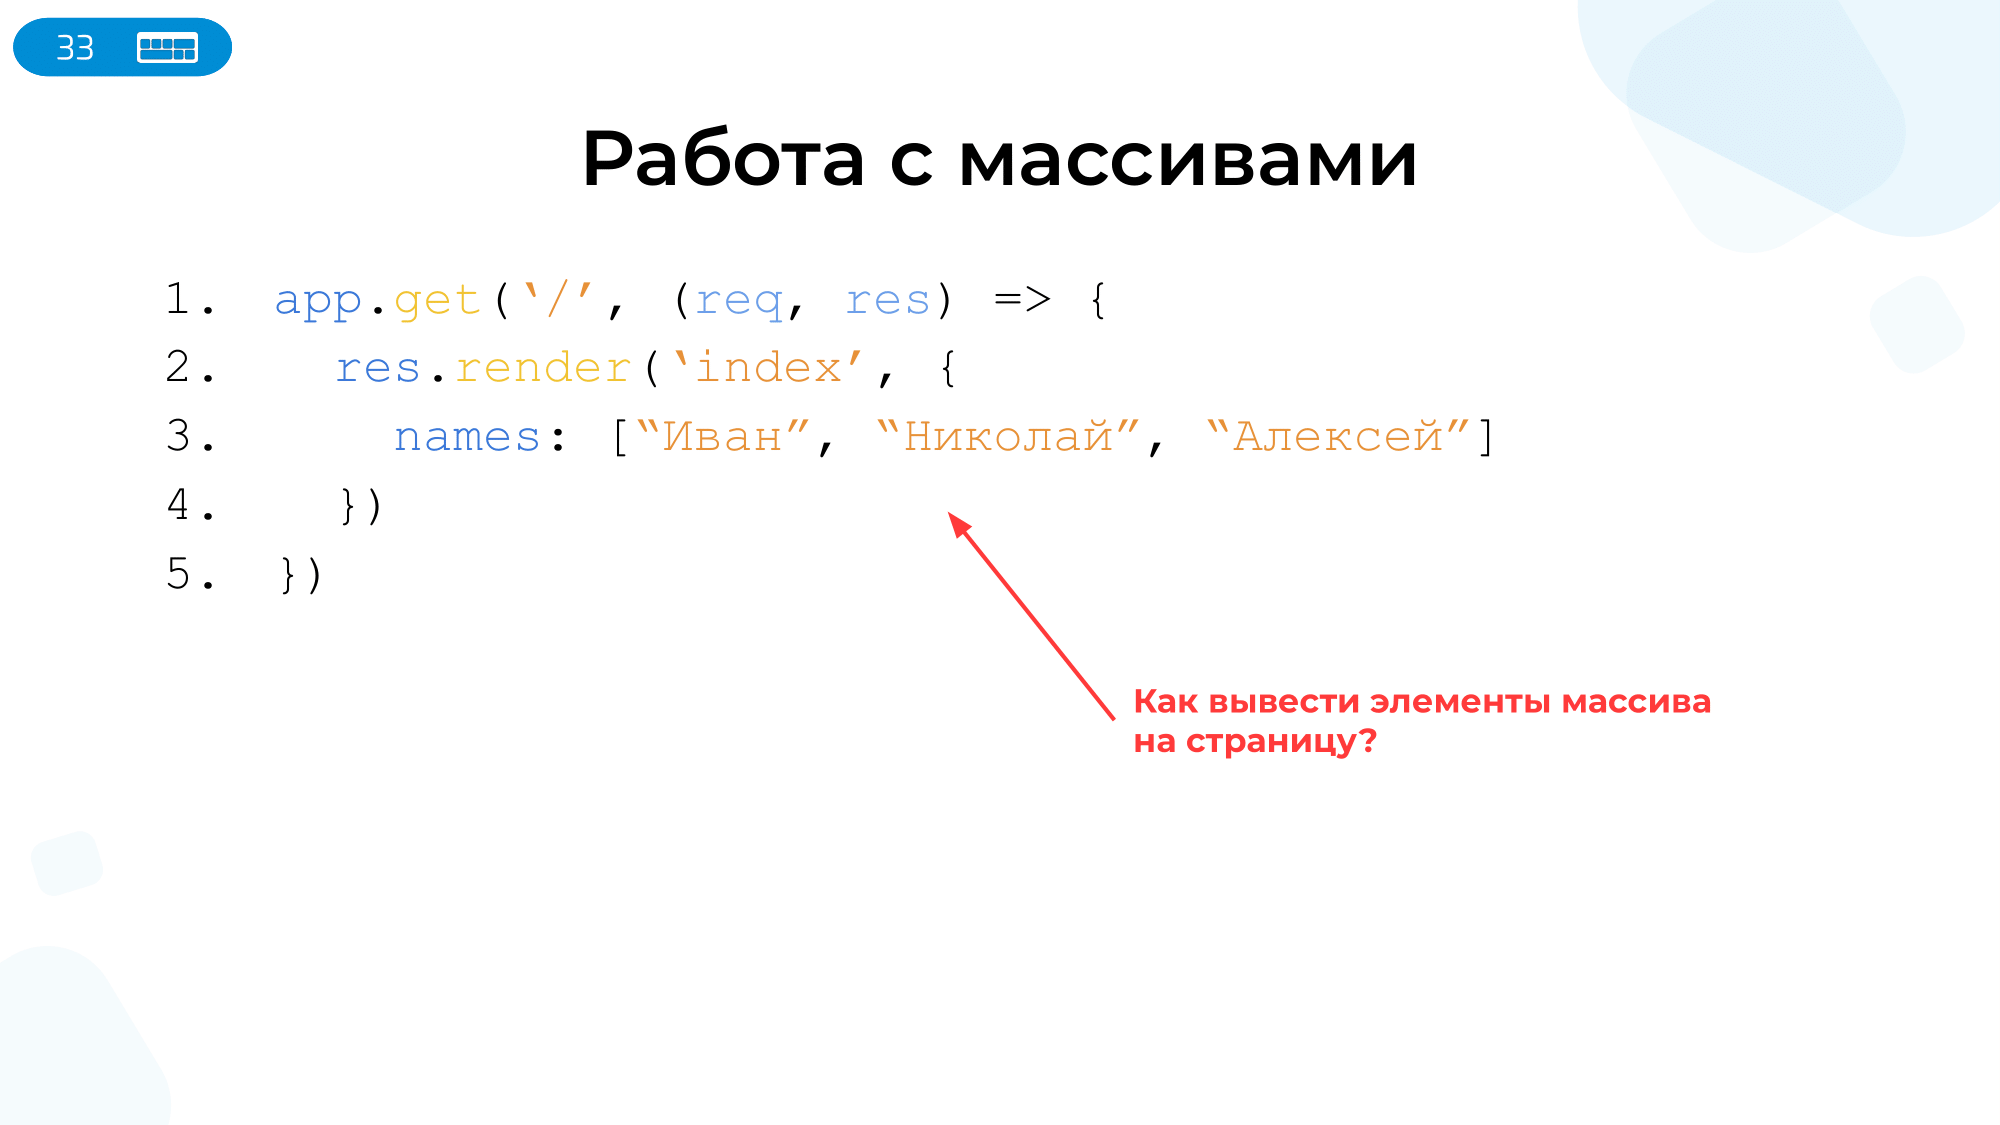 33
Работа с массивами
1. app.get(‘/’, (req, res) => {
2.   res.render(‘index’, {
3.     names: [“Иван”, “Николай”, “Алексей”]
4.   })
5. })
Как вывести элементы массива
на страницу?